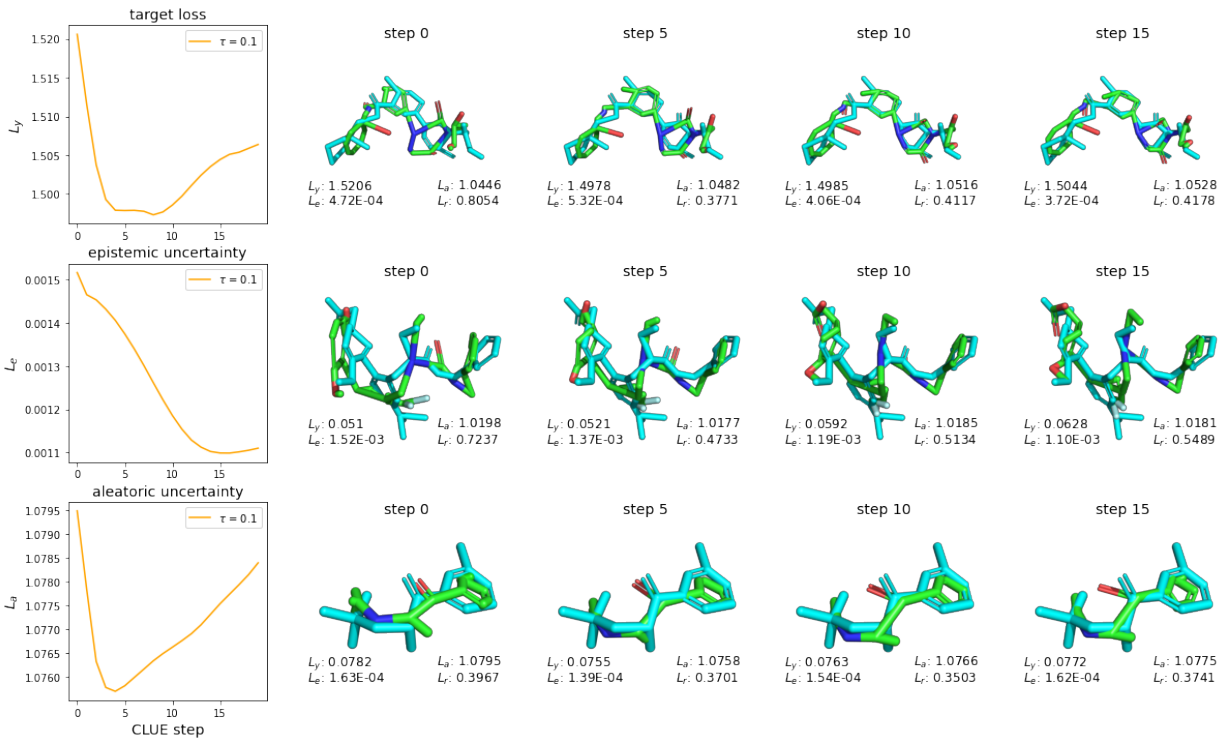 target loss
1.520
1.515
1.510
1.505
1.500
L_y
τ = 0.1
0 5 10 15
step 0 step 5 step 10 step 15
L_y: 1.5206 L_a: 1.0446 L_y: 1.4978 L_a: 1.0482 L_y: 1.4985 L_a: 1.0516 L_y: 1.5044 L_a: 1.0528
L_e: 4.72E-04 L_r: 0.8054 L_e: 5.32E-04 L_r: 0.3771 L_e: 4.06E-04 L_r: 0.4117 L_e: 3.72E-04 L_r: 0.4178
epistemic uncertainty
0.0015
0.0014
0.0013
0.0012
0.0011
L_e
τ = 0.1
0 5 10 15
step 0 step 5 step 10 step 15
L_y: 0.051 L_a: 1.0198 L_y: 0.0521 L_a: 1.0177 L_y: 0.0592 L_a: 1.0185 L_y: 0.0628 L_a: 1.0181
L_e: 1.52E-03 L_r: 0.7237 L_e: 1.37E-03 L_r: 0.4733 L_e: 1.19E-03 L_r: 0.5134 L_e: 1.10E-03 L_r: 0.5489
aleatoric uncertainty
1.0795
1.0790
1.0785
1.0780
1.0775
1.0770
1.0765
1.0760
L_a
τ = 0.1
0 5 10 15
CLUE step
step 0 step 5 step 10 step 15
L_y: 0.0782 L_a: 1.0795 L_y: 0.0755 L_a: 1.0758 L_y: 0.0763 L_a: 1.0766 L_y: 0.0772 L_a: 1.0775
L_e: 1.63E-04 L_r: 0.3967 L_e: 1.39E-04 L_r: 0.3701 L_e: 1.54E-04 L_r: 0.3503 L_e: 1.62E-04 L_r: 0.3741